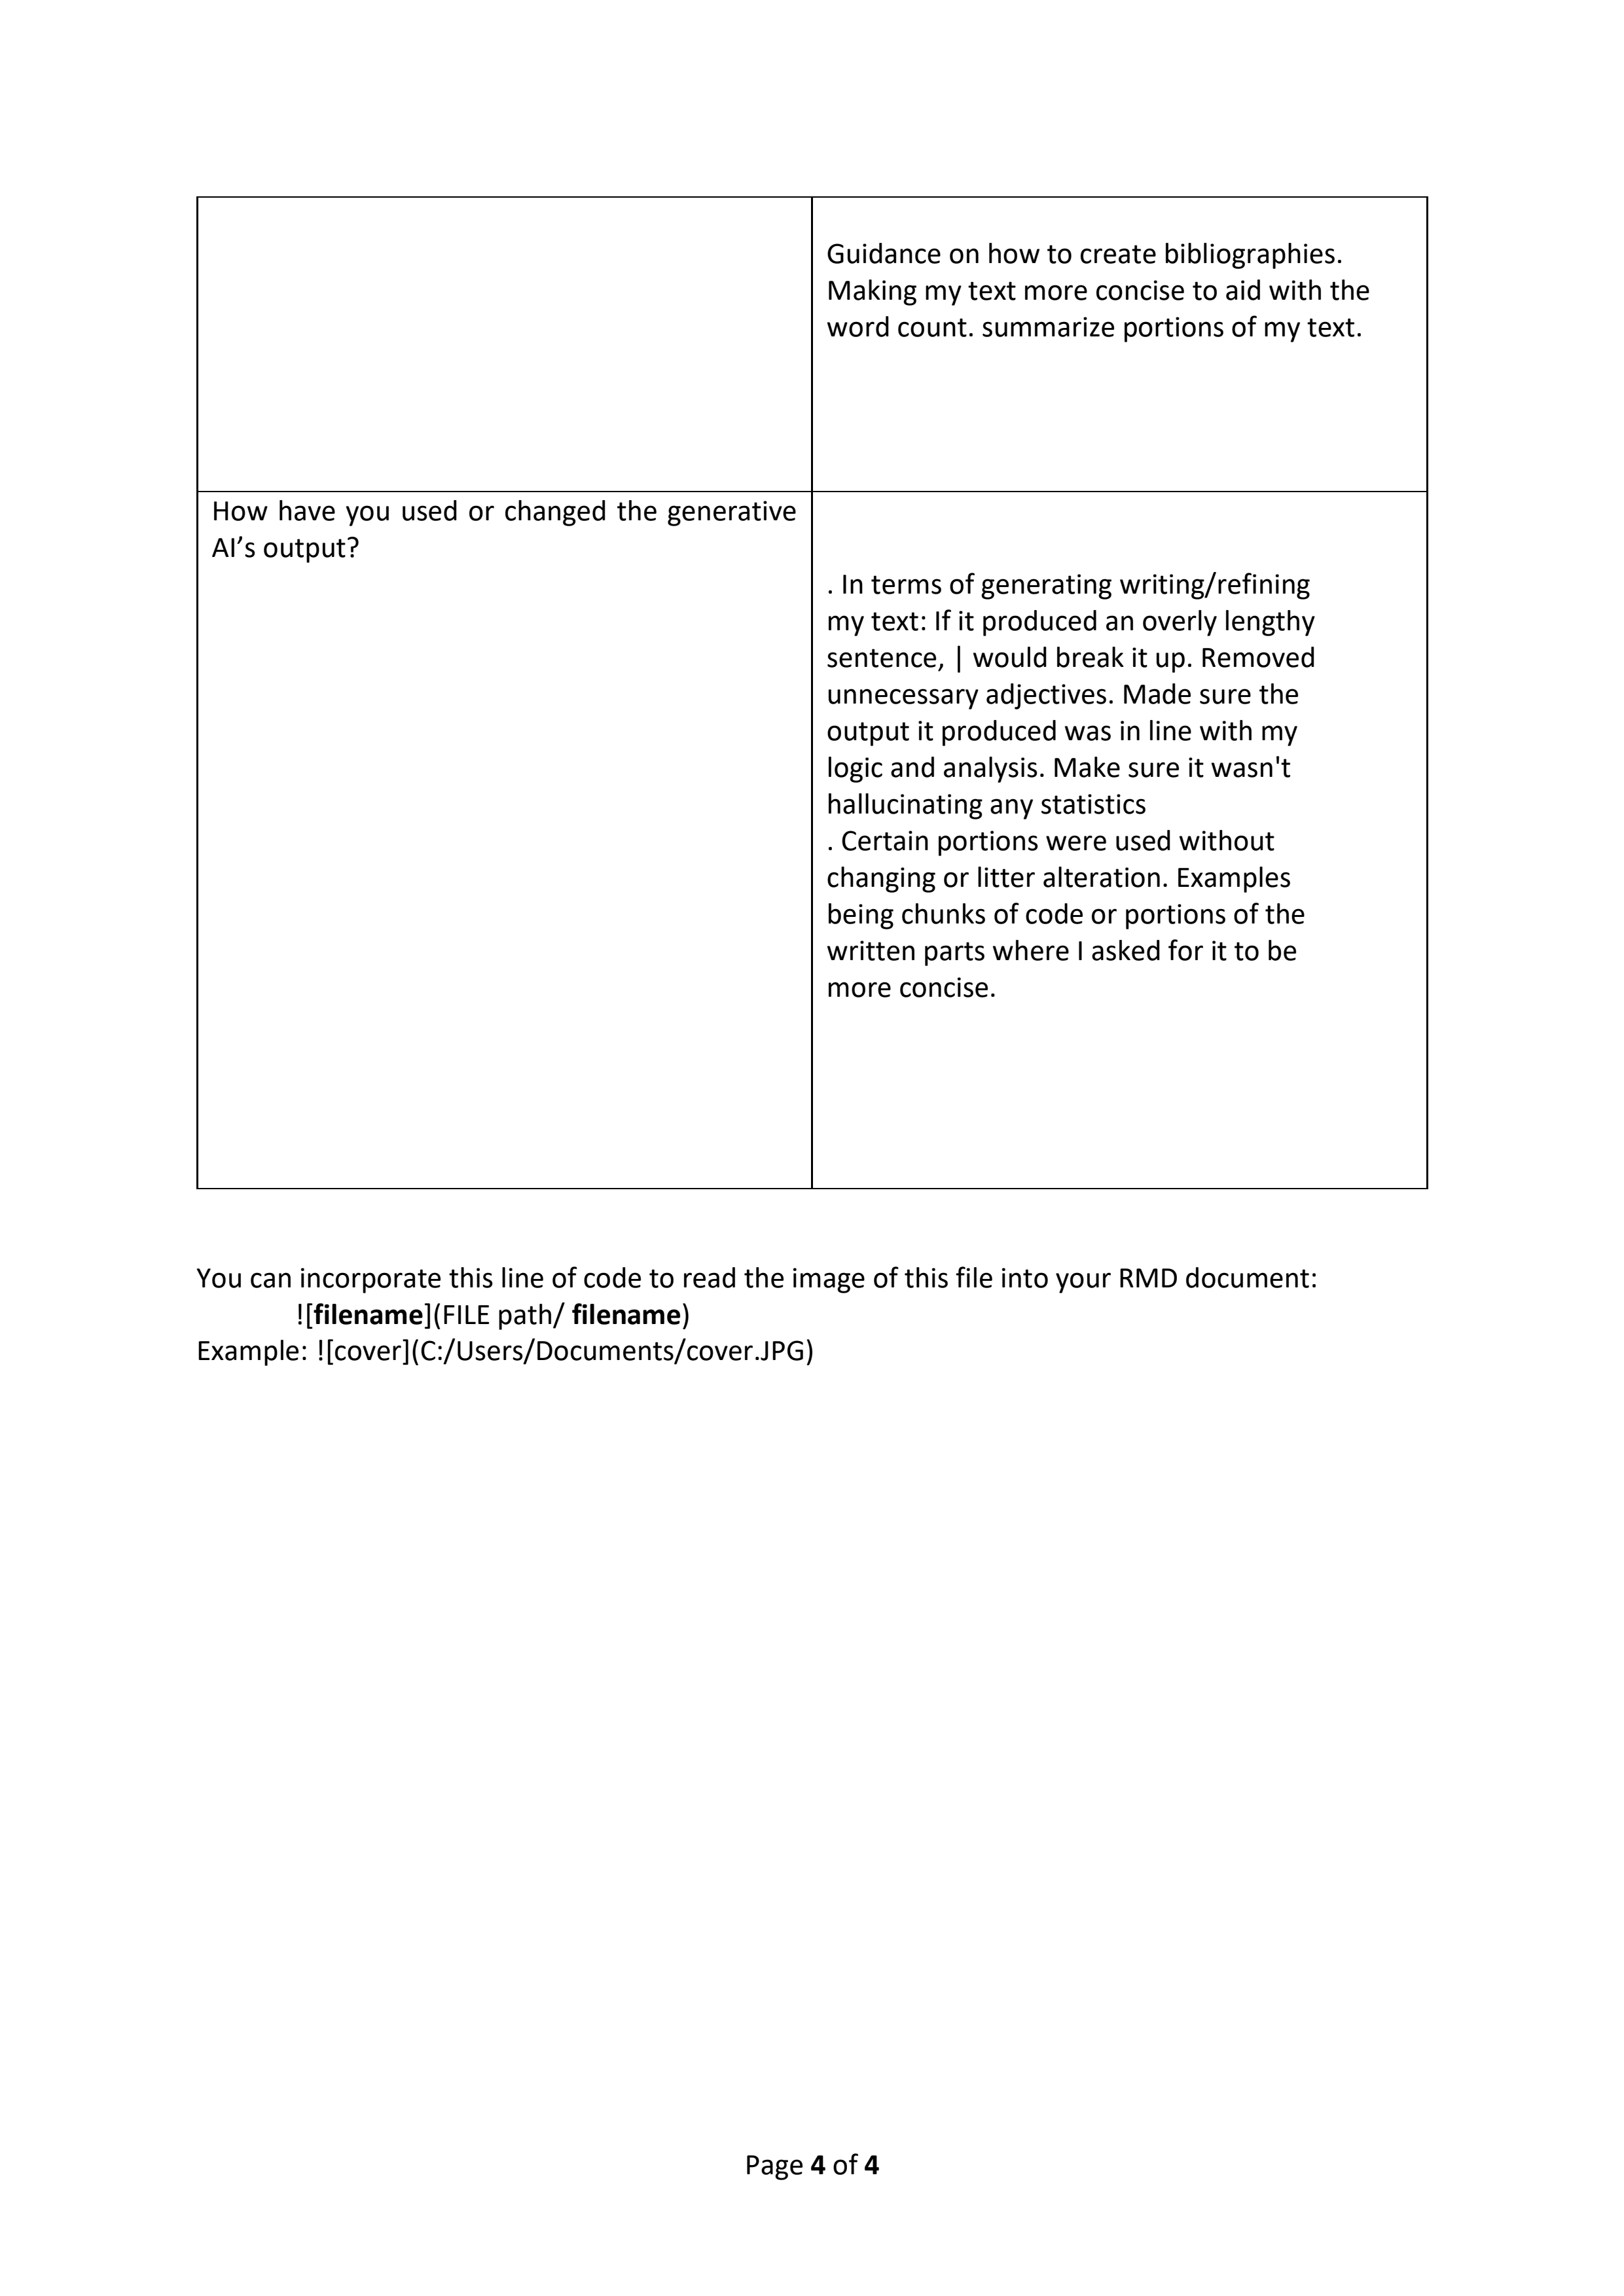 Guidance on how to create bibliographies.
Making my text more concise to aid with the
word count. summarize portions of my text.
How have you used or changed the generative
AI’s output?
. In terms of generating writing/refining
my text: If it produced an overly lengthy
sentence, | would break it up. Removed
unnecessary adjectives. Made sure the
output it produced was in line with my
logic and analysis. Make sure it wasn't
hallucinating any statistics
. Certain portions were used without
changing or litter alteration. Examples
being chunks of code or portions of the
written parts where I asked for it to be
more concise.
You can incorporate this line of code to read the image of this file into your RMD document:
![filename](FILE path/ filename)
Example: ![cover](C:/Users/Documents/cover.JPG)
Page 4 of 4